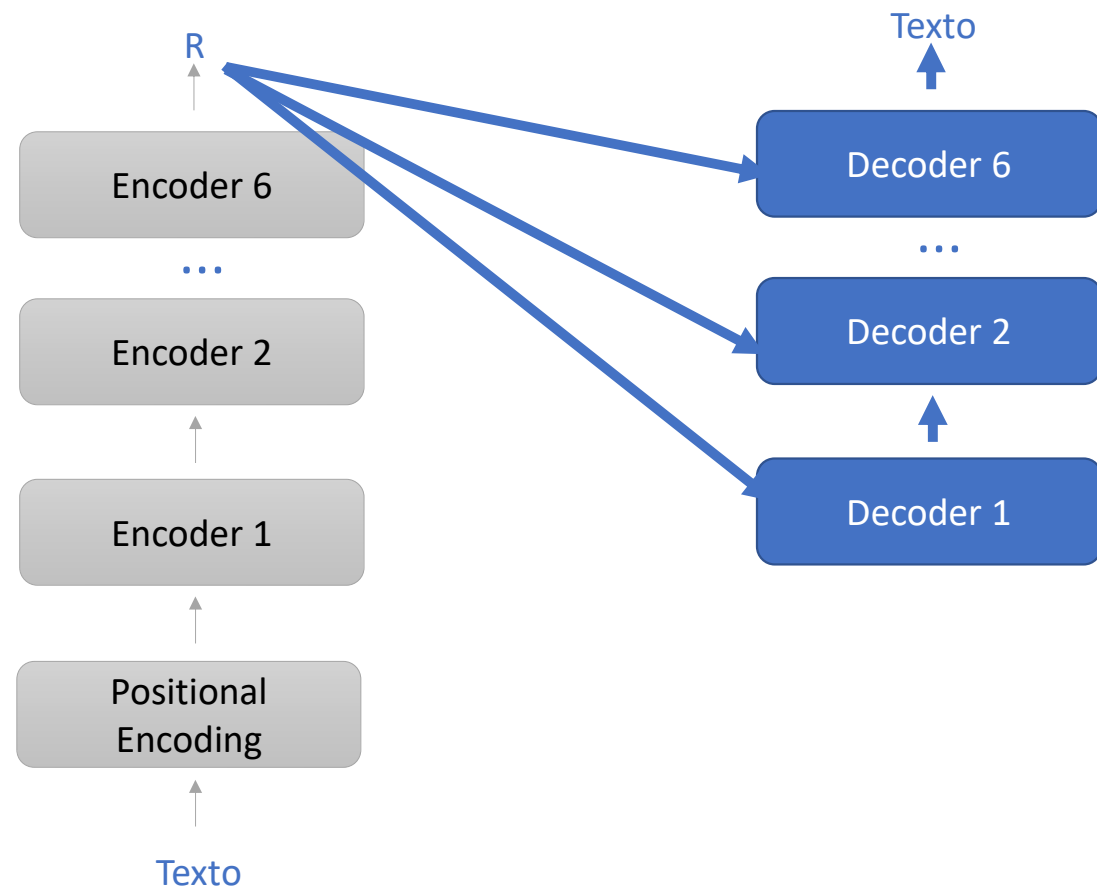 R
Encoder 6
...
Encoder 2
Encoder 1
Positional
Encoding
Texto
Texto
Decoder 6
...
Decoder 2
Decoder 1